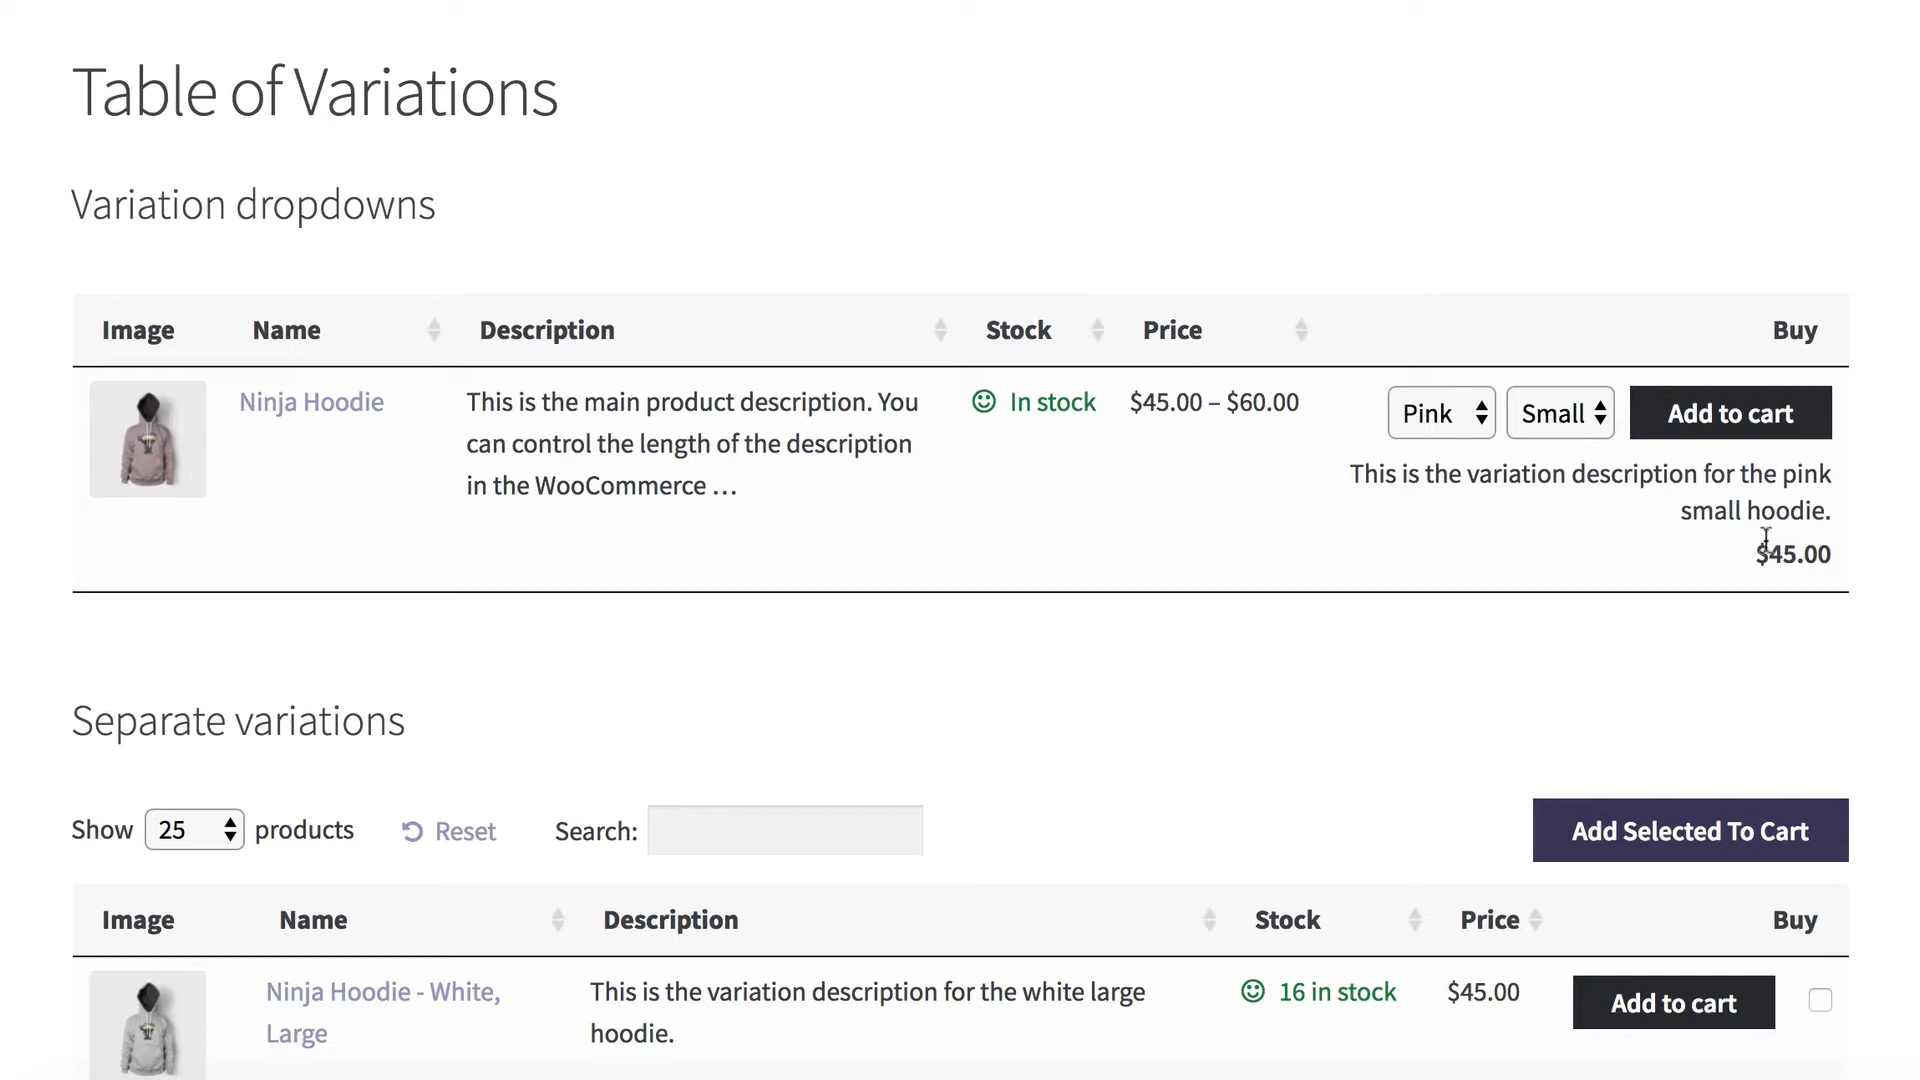 Table of Variations
Variation dropdowns
Image Name Description Stock Price Buy
Ninja Hoodie This is the main product description. You In stock $45.00 – $60.00 Pink Small Add to cart
can control the length of the description This is the variation description for the pink
in the WooCommerce … small hoodie.
$45.00
Separate variations
Show 25 products Reset Search: Add Selected To Cart
Image Name Description Stock Price Buy
Ninja Hoodie - White, This is the variation description for the white large 16 in stock $45.00 Add to cart
Large hoodie.